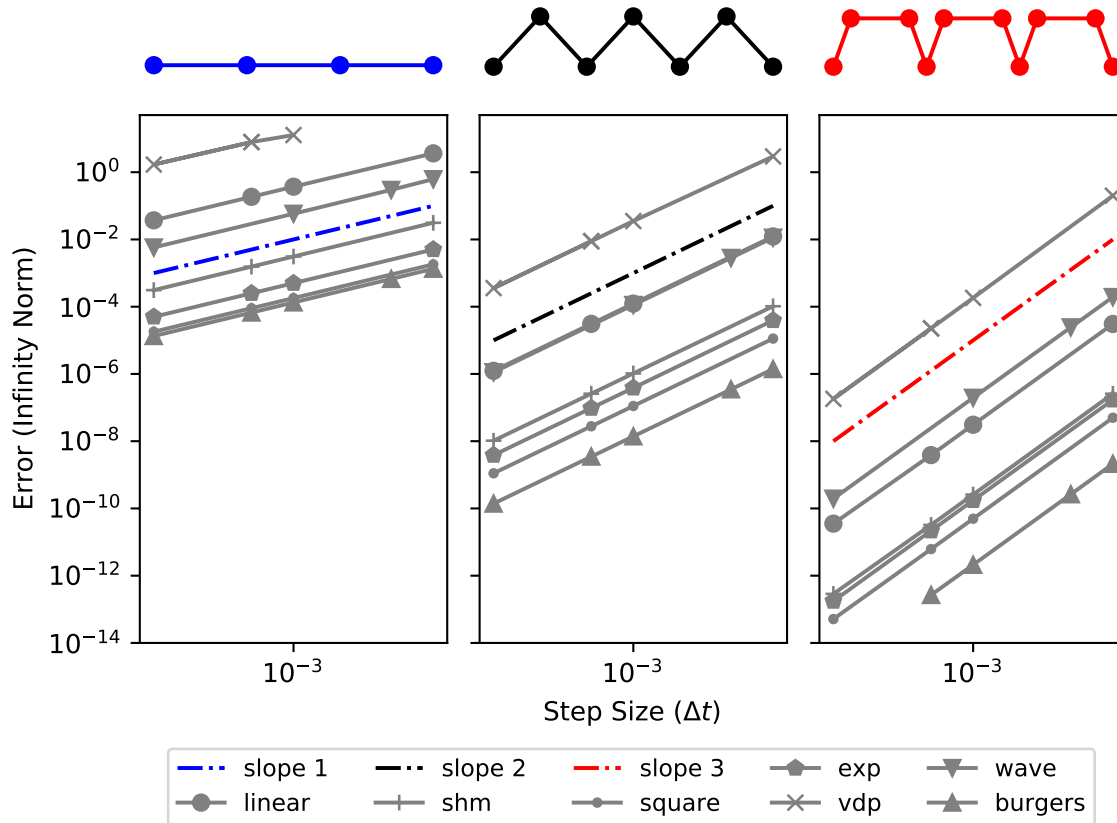 10^0
10^−2
10^−4
10^−6
10^−8
10^−10
10^−12
10^−14
Error (Infinity Norm)
10^−3 10^−3 10^−3
Step Size (Δt)
slope 1 slope 2 slope 3 exp wave
linear shm square vdp burgers